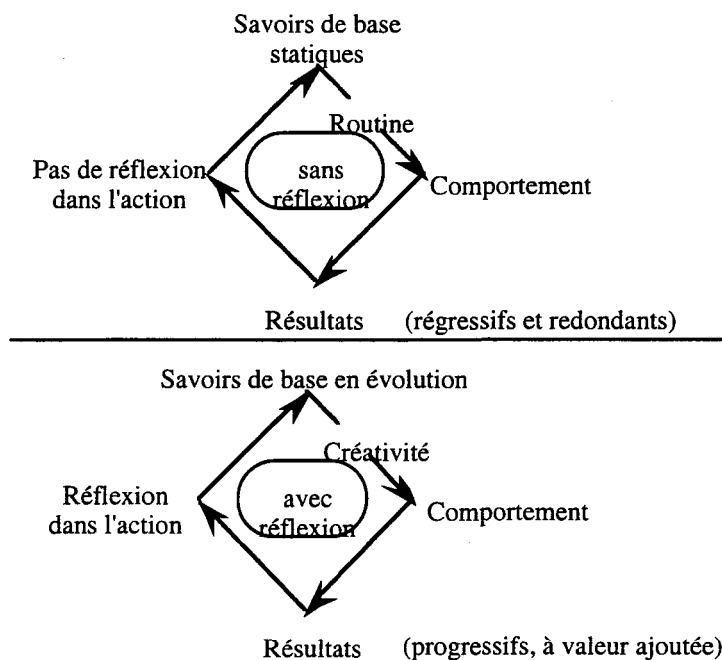 Savoirs de base
statiques
Routine
Pas de réflexion
dans l'action
sans
réflexion
Comportement
Résultats (régressifs et redondants)
Savoirs de base en évolution
Créativité
Réflexion
dans l'action
avec
réflexion
Comportement
Résultats (progressifs, à valeur ajoutée)